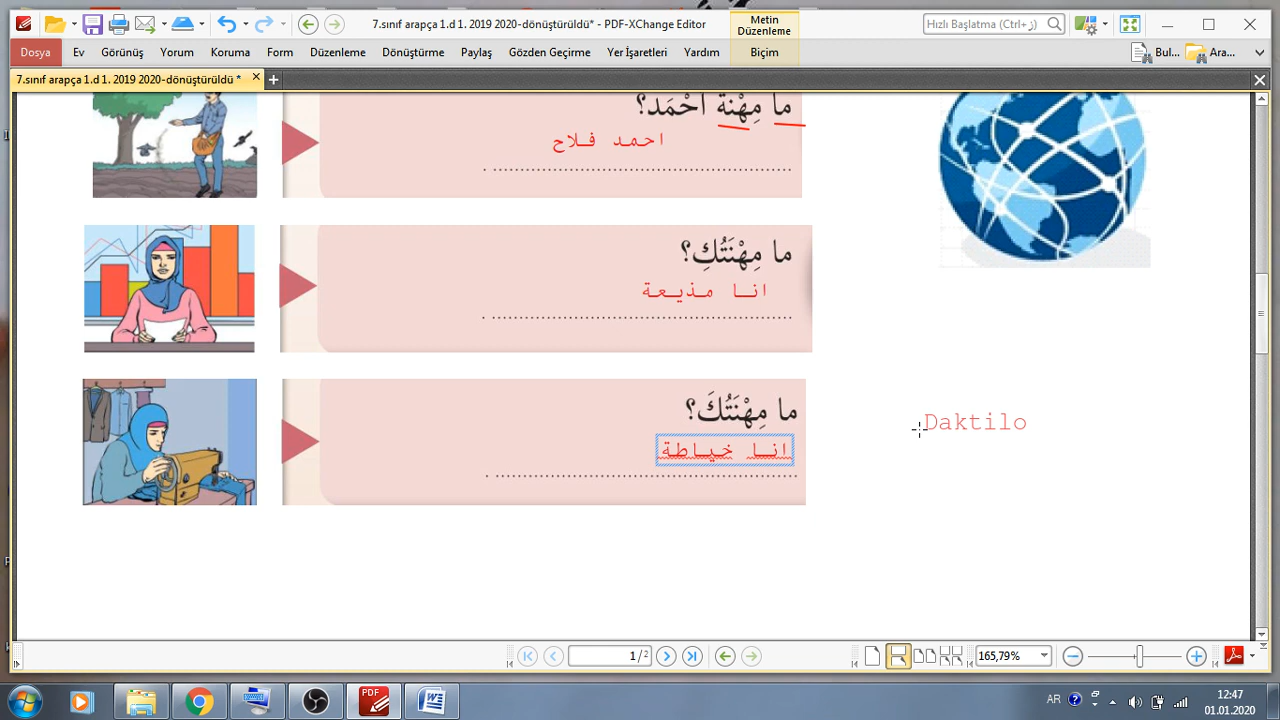 7.sınıf arapça 1.d 1. 2019 2020-dönüştürüldü* - PDF-XChange Editor
Metin
Düzenleme
Hızlı Başlatma (Ctrl+ز)
Dosya Ev Görünüş Yorum Koruma Form Düzenleme Dönüştürme Paylaş Gözden Geçirme Yer İşaretleri Yardım Biçim Bul... Ara...
7.sınıf arapça 1.d 1. 2019 2020-dönüştürüldü *
ما مِهْنَة أَحْمَد؟
احمد فلاح
ما مِهْنَتُكِ؟
انا مذيعة
ما مِهْنَتُكَ؟
انا خياطة
Daktilo
1 / 2
165,79%
PDF
AR
12:47
01.01.2020